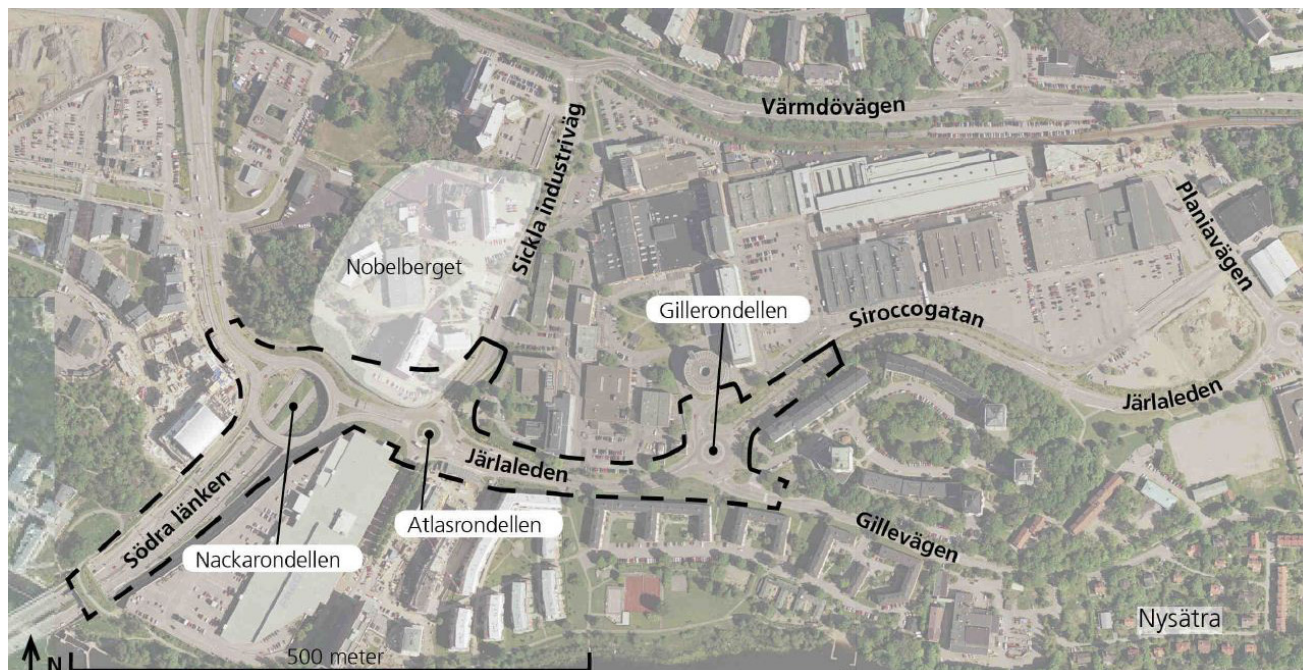 Värmdövägen
Sickla industriväg
Planiavägen
Nobelberget
Gillerondellen
Siroccogatan
Järlaleden
Järlaleden
Södra länken
Atlasrondellen
Nackarondellen
Gillevägen
Nysätra
N
500 meter